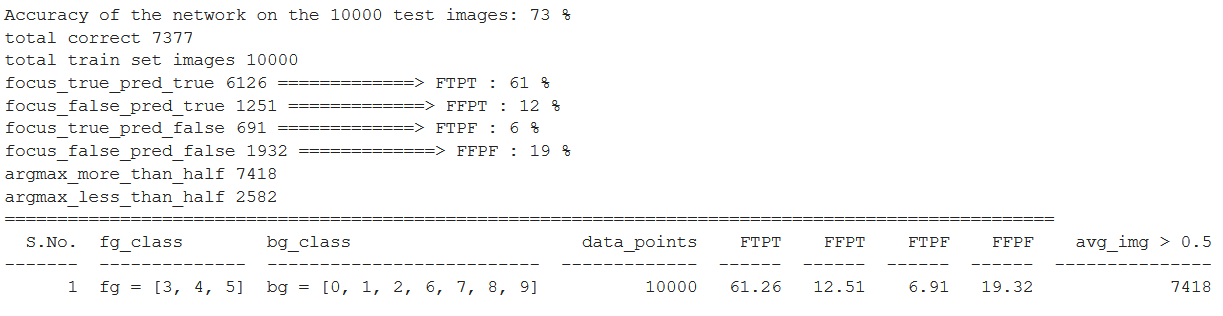 Accuracy of the network on the 10000 test images: 73 %
total correct 7377
total train set images 10000
focus_true_pred_true 6126 =============> FTPT : 61 %
focus_false_pred_true 1251 =============> FFPT : 12 %
focus_true_pred_false 691 =============> FTPF : 6 %
focus_false_pred_false 1932 =============> FFPF : 19 %
argmax_more_than_half 7418
argmax_less_than_half 2582
====================================================================================================
S.No.  fg_class        bg_class                      data_points    FTPT    FFPT    FTPF    FFPF    avg_img > 0.5
-------  --------------  --------------------------  -------------  ------  ------  ------  ------  ---------------
1  fg = [3, 4, 5]  bg = [0, 1, 2, 6, 7, 8, 9]          10000   61.26   12.51    6.91   19.32             7418